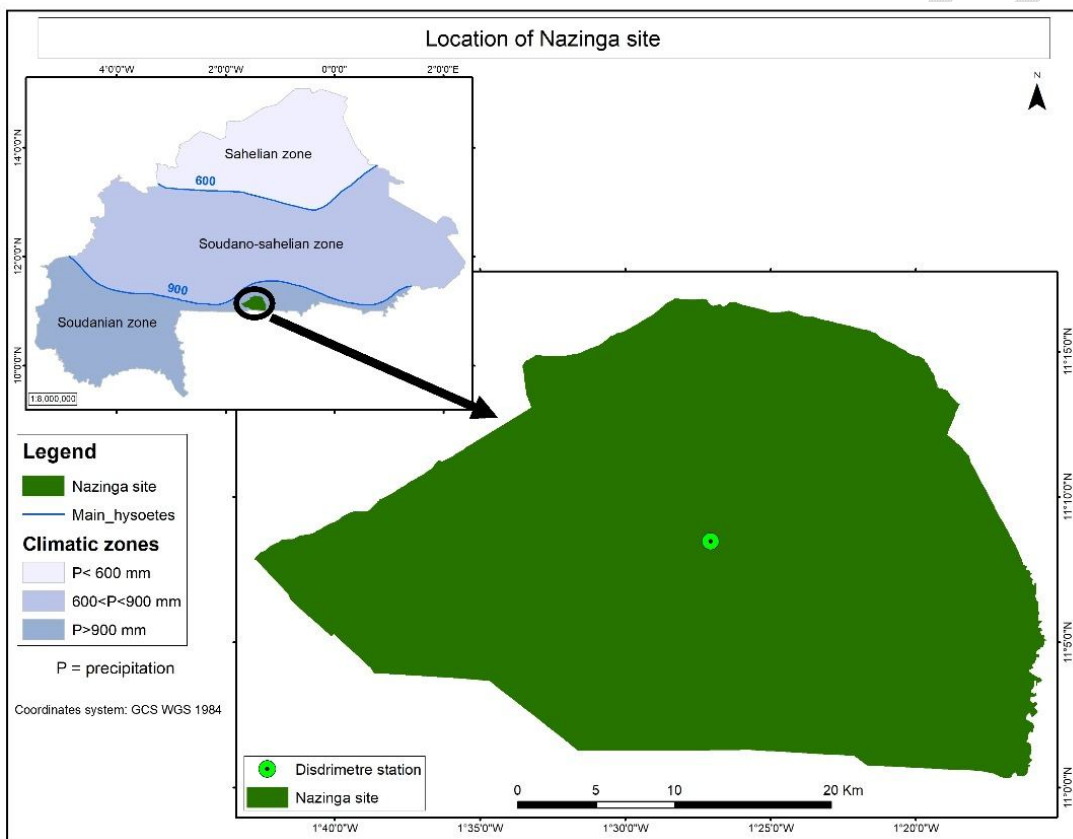 Location of Nazinga site
4°0'0"W 2°0'0"W 0°0'0" 2°0'0"E
N
14°0'0"N
12°0'0"N
10°0'0"N
Sahelian zone
600
Soudano-sahelian zone
900
Soudanian zone
1:8,000,000
Legend
Nazinga site
Main_hysoetes
Climatic zones
P< 600 mm
600<P<900 mm
P>900 mm
P = precipitation
Coordinates system: GCS WGS 1984
11°15'0"N
11°10'0"N
11°5'0"N
11°0'0"N
Disdrimetre station
Nazinga site
0 5 10 20 Km
1°40'0"W 1°35'0"W 1°30'0"W 1°25'0"W 1°20'0"W